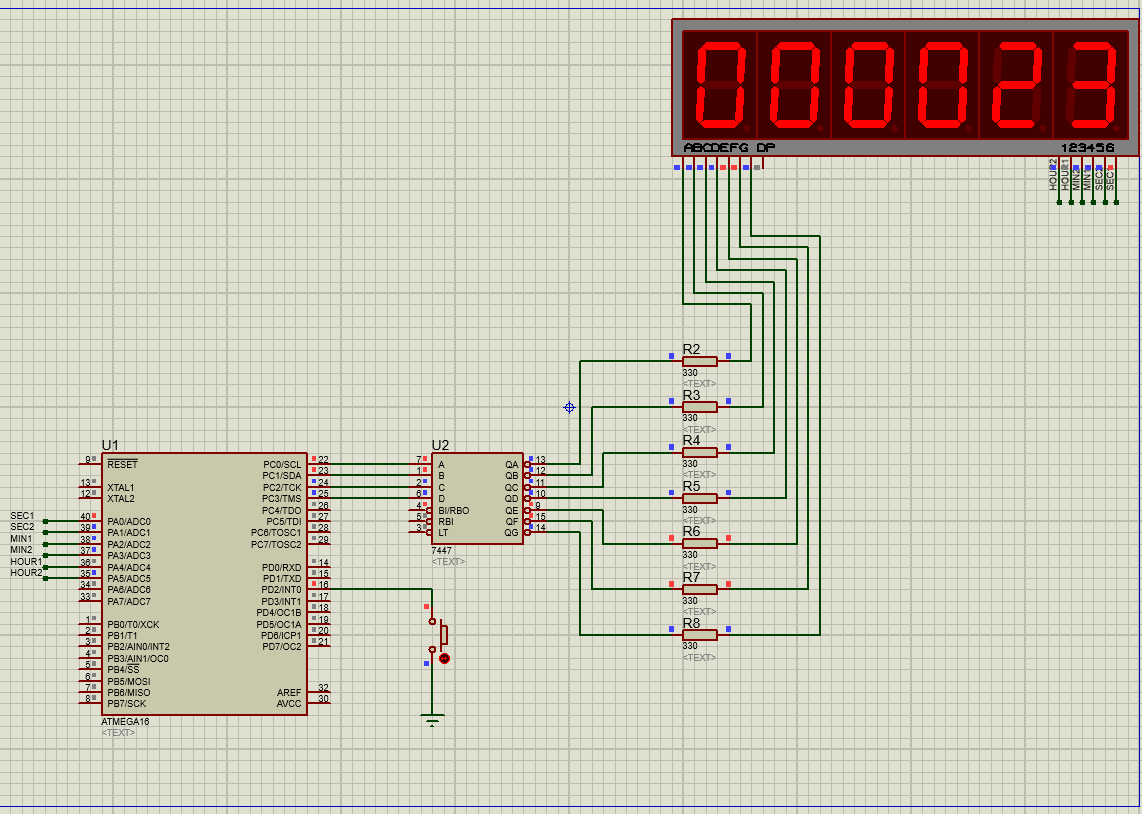 000023
ABCDEFG DP
123456
HOUR2
HOUR1
MIN2
MIN1
SEC2
SEC1
R2
330
<TEXT>
R3
330
<TEXT>
R4
330
<TEXT>
R5
330
<TEXT>
R6
330
<TEXT>
R7
330
<TEXT>
R8
330
<TEXT>
U1
9 RESET
13 XTAL1
12 XTAL2
SEC1 40 PA0/ADC0
SEC2 39 PA1/ADC1
MIN1 38 PA2/ADC2
MIN2 37 PA3/ADC3
HOUR1 36 PA4/ADC4
HOUR2 35 PA5/ADC5
34 PA6/ADC6
33 PA7/ADC7
1 PB0/T0/XCK
2 PB1/T1
3 PB2/AIN0/INT2
4 PB3/AIN1/OC0
5 PB4/SS
6 PB5/MOSI
7 PB6/MISO
8 PB7/SCK
PC0/SCL 22
PC1/SDA 23
PC2/TCK 24
PC3/TMS 25
PC4/TDO 26
PC5/TDI 27
PC6/TOSC1 28
PC7/TOSC2 29
PD0/RXD 14
PD1/TXD 15
PD2/INT0 16
PD3/INT1 17
PD4/OC1B 18
PD5/OC1A 19
PD6/ICP1 20
PD7/OC2 21
AREF 32
AVCC 30
ATMEGA16
<TEXT>
U2
7 A QA 13
1 B QB 12
2 C QC 11
6 D QD 10
4 BI/RBO QE 9
5 RBI QF 15
3 LT QG 14
7447
<TEXT>